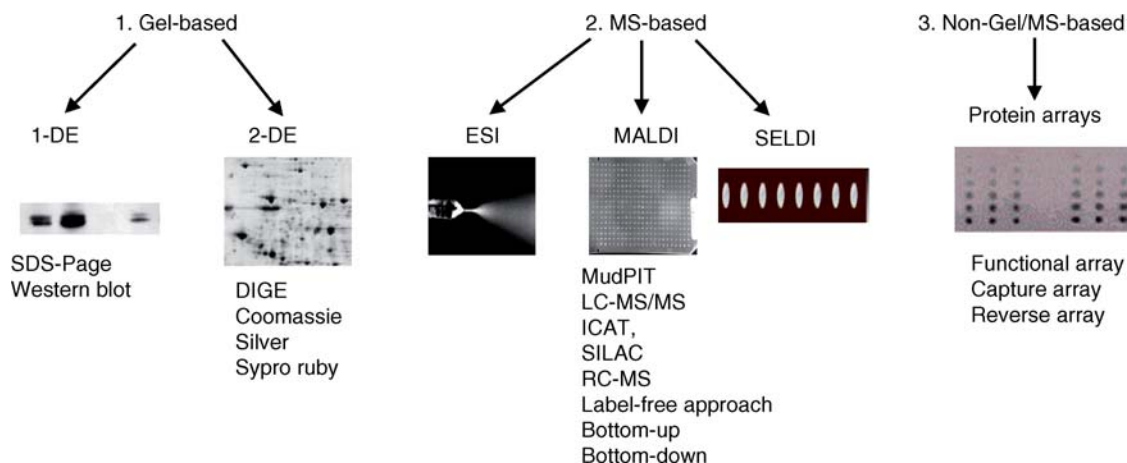 1. Gel-based
2. MS-based
3. Non-Gel/MS-based
1-DE
2-DE
ESI
MALDI
SELDI
Protein arrays
SDS-Page
Western blot
DIGE
Coomassie
Silver
Sypro ruby
MudPIT
LC-MS/MS
ICAT,
SILAC
RC-MS
Label-free approach
Bottom-up
Bottom-down
Functional array
Capture array
Reverse array